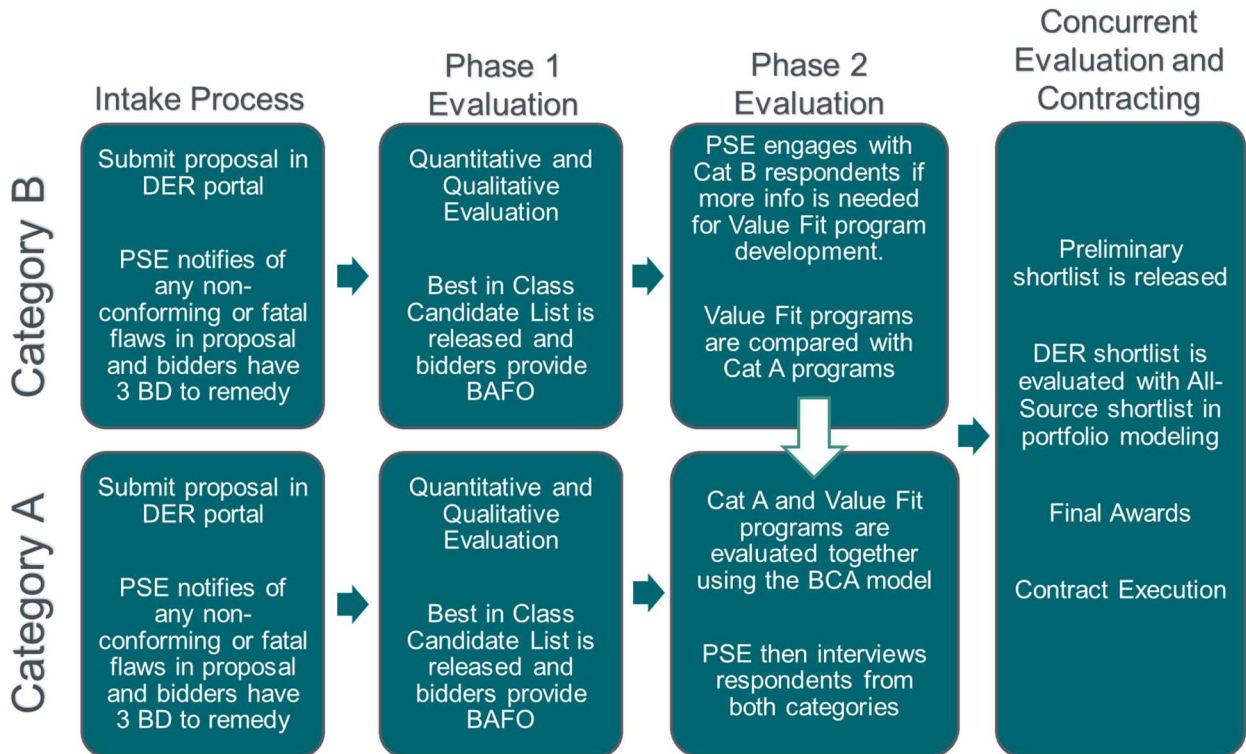 Intake Process
Phase 1
Evaluation
Phase 2
Evaluation
Concurrent
Evaluation and
Contracting
Category B
Submit proposal in
DER portal
PSE notifies of
any non-
conforming or fatal
flaws in proposal
and bidders have
3 BD to remedy
Quantitative and
Qualitative
Evaluation
Best in Class
Candidate List is
released and
bidders provide
BAFO
PSE engages with
Cat B respondents if
more info is needed
for Value Fit program
development.
Value Fit programs
are compared with
Cat A programs
Category A
Submit proposal in
DER portal
PSE notifies of
any non-
conforming or fatal
flaws in proposal
and bidders have
3 BD to remedy
Quantitative and
Qualitative
Evaluation
Best in Class
Candidate List is
released and
bidders provide
BAFO
Cat A and Value Fit
programs are
evaluated together
using the BCA model
PSE then interviews
respondents from
both categories
Preliminary
shortlist is released
DER shortlist is
evaluated with All-
Source shortlist in
portfolio modeling
Final Awards
Contract Execution